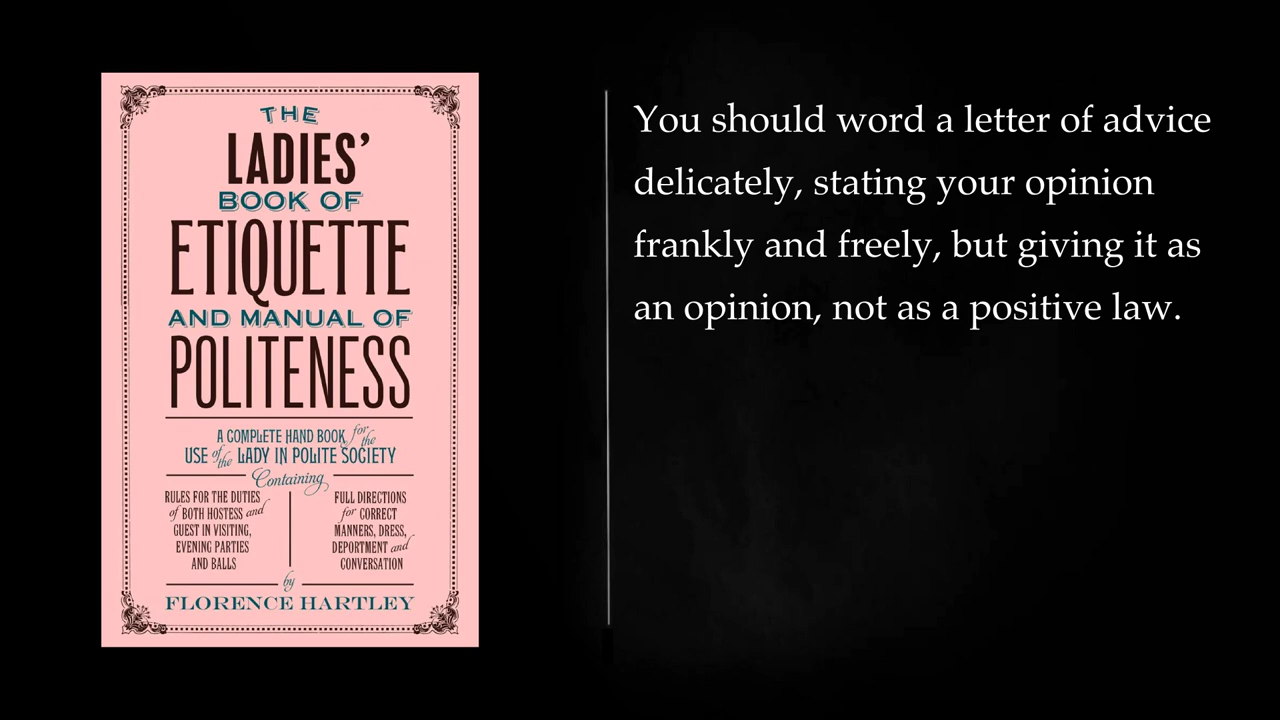 THE
LADIES'
BOOK OF
ETIQUETTE
AND MANUAL OF
POLITENESS
A COMPLETE HAND BOOK for the
USE of the LADY IN POLITE SOCIETY
Containing
RULES FOR THE DUTIES
of BOTH HOSTESS and
GUEST IN VISITING,
EVENING PARTIES
AND BALLS
FULL DIRECTIONS
for CORRECT
MANNERS, DRESS,
DEPORTMENT and
CONVERSATION
by
FLORENCE HARTLEY
You should word a letter of advice
delicately, stating your opinion
frankly and freely, but giving it as
an opinion, not as a positive law.